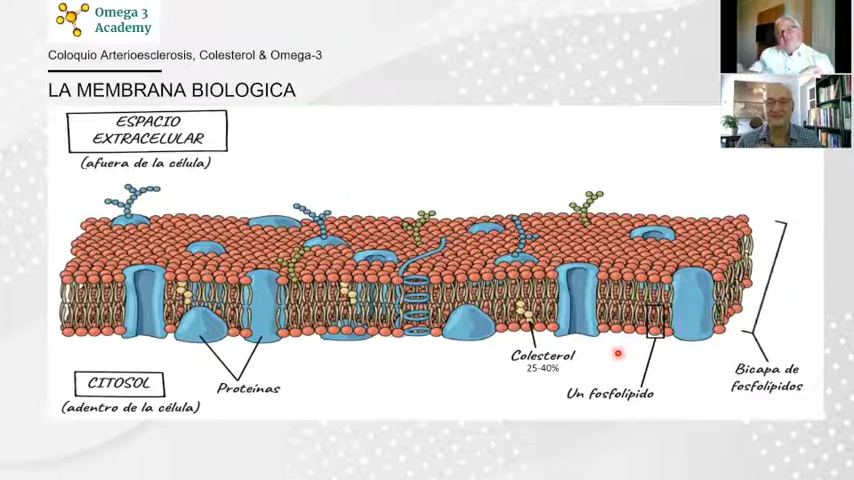 Omega 3
Academy
Coloquio Arterioesclerosis, Colesterol & Omega-3
LA MEMBRANA BIOLOGICA
ESPACIO
EXTRACELULAR
(afuera de la célula)
Colesterol
25-40%
Bicapa de
fosfolípidos
CITOSOL
Proteínas
Un fosfolípido
(adentro de la célula)